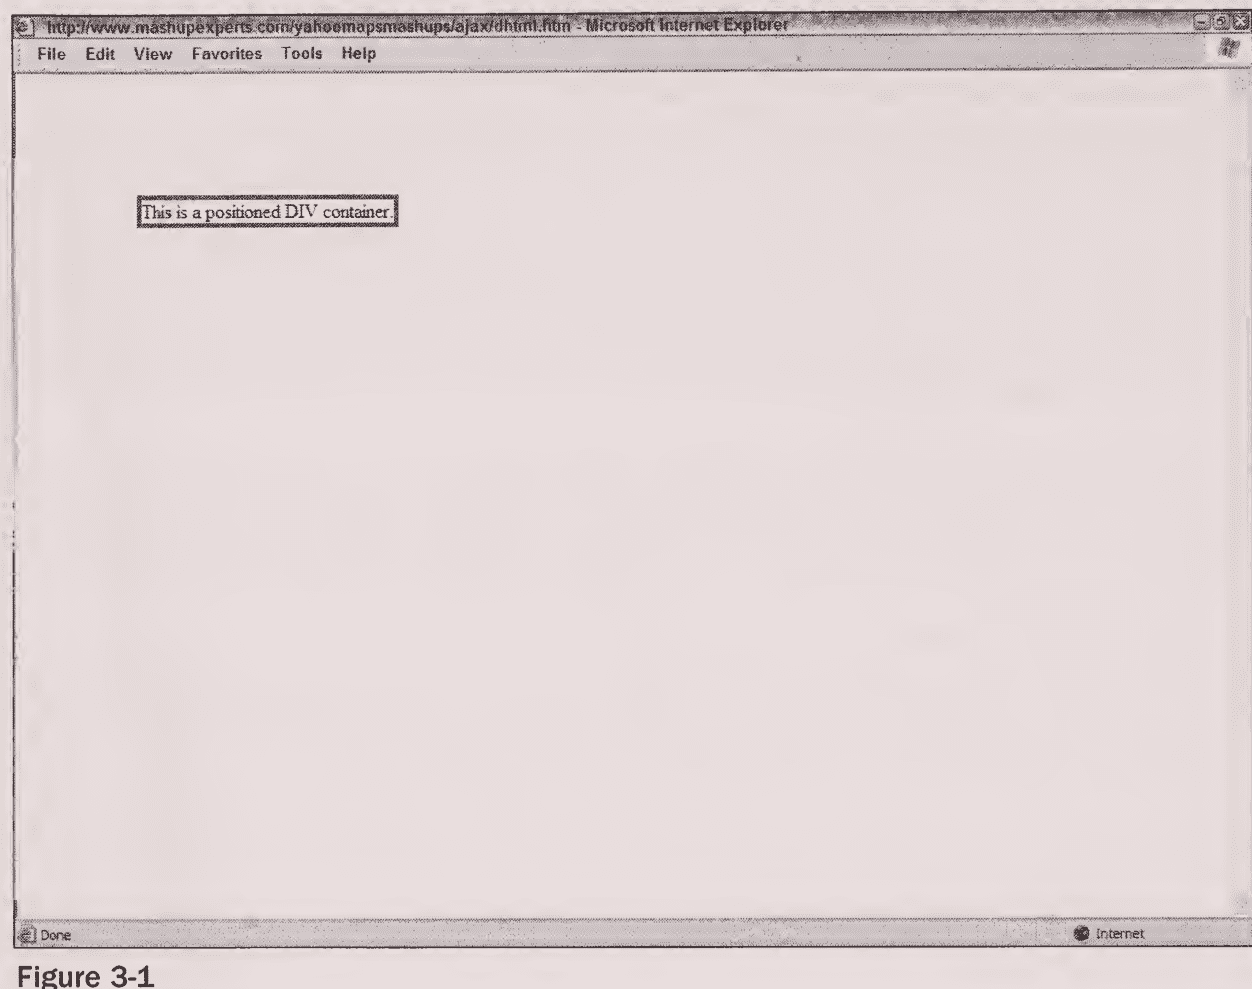 http://www.mashupexperts.com/yahoomapsmashups/ajax/dhtml.htm - Microsoft Internet Explorer
File Edit View Favorites Tools Help
This is a positioned DIV container.
Done
Internet
Figure 3-1